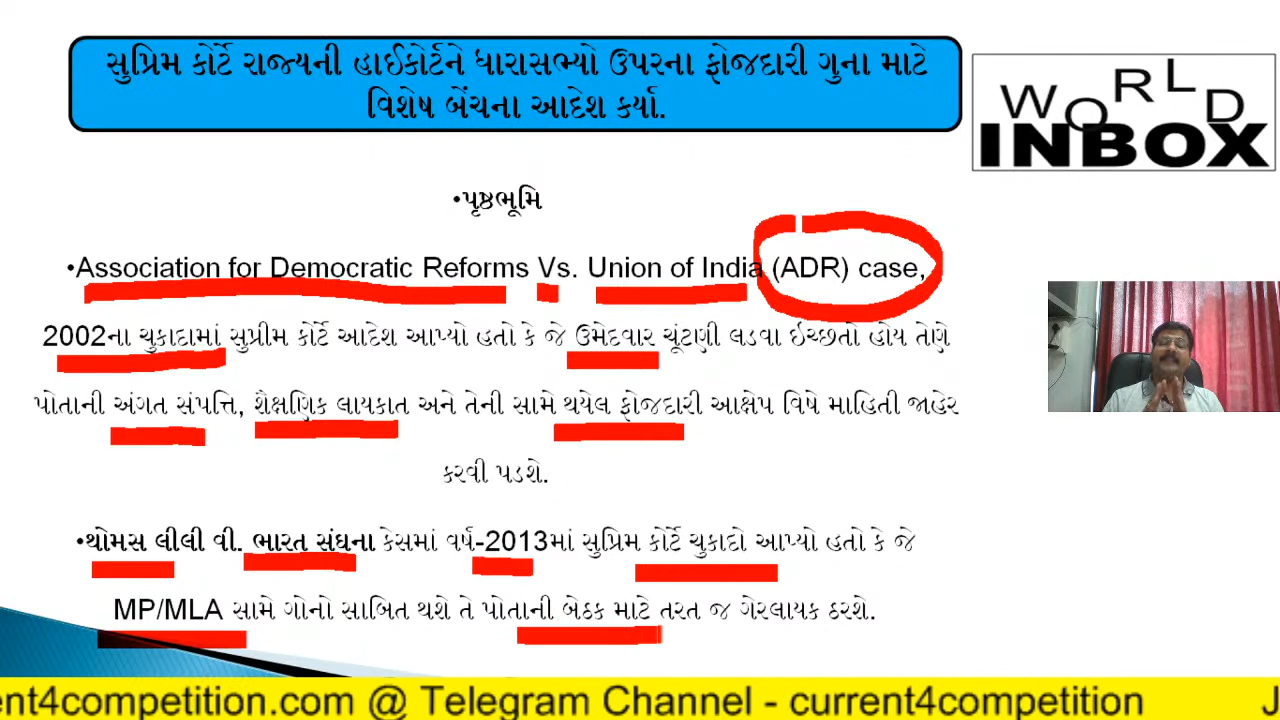 સુપ્રિમ કોર્ટે રાજ્યની હાઈકોર્ટને ધારાસભ્યો ઉપરના ફોજદારી ગુના માટે
વિશેષ બેંચના આદેશ કર્યા.
WORLD
INBOX
•પૃષ્ઠભૂમિ
•Association for Democratic Reforms Vs. Union of India (ADR) case,
2002ના ચુકાદામાં સુપ્રીમ કોર્ટે આદેશ આપ્યો હતો કે જે ઉમેદવાર ચૂંટણી લડવા ઈચ્છતો હોય તેણે
પોતાની અંગત સંપત્તિ, શૈક્ષણિક લાયકાત અને તેની સામે થયેલ ફોજદારી આક્ષેપ વિષે માહિતી જાહેર
કરવી પડશે.
•થોમસ લીલી વી. ભારત સંઘના કેસમાં વર્ષ-2013માં સુપ્રિમ કોર્ટે ચુકાદો આપ્યો હતો કે જે
MP/MLA સામે ગોનો સાબિત થશે તે પોતાની બેઠક માટે તરત જ ગેરલાયક ઠરશે.
ent4competition.com @ Telegram Channel - current4competition J